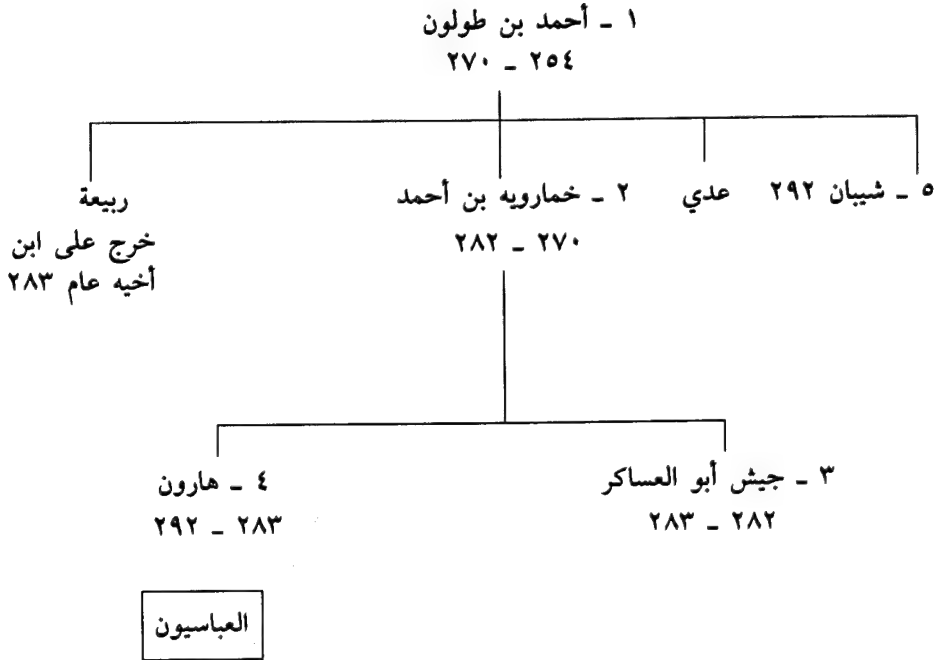 ١ ـ أحمد بن طولون
٢٥٤ ـ ٢٧٠
٥ ـ شيبان ٢٩٢
عدي
٢ ـ خمارويه بن أحمد
٢٧٠ ـ ٢٨٢
ربيعة
خرج على ابن
أخيه عام ٢٨٣
٣ ـ جيش أبو العساكر
٢٨٢ ـ ٢٨٣
٤ ـ هارون
٢٨٣ ـ ٢٩٢
العباسيون